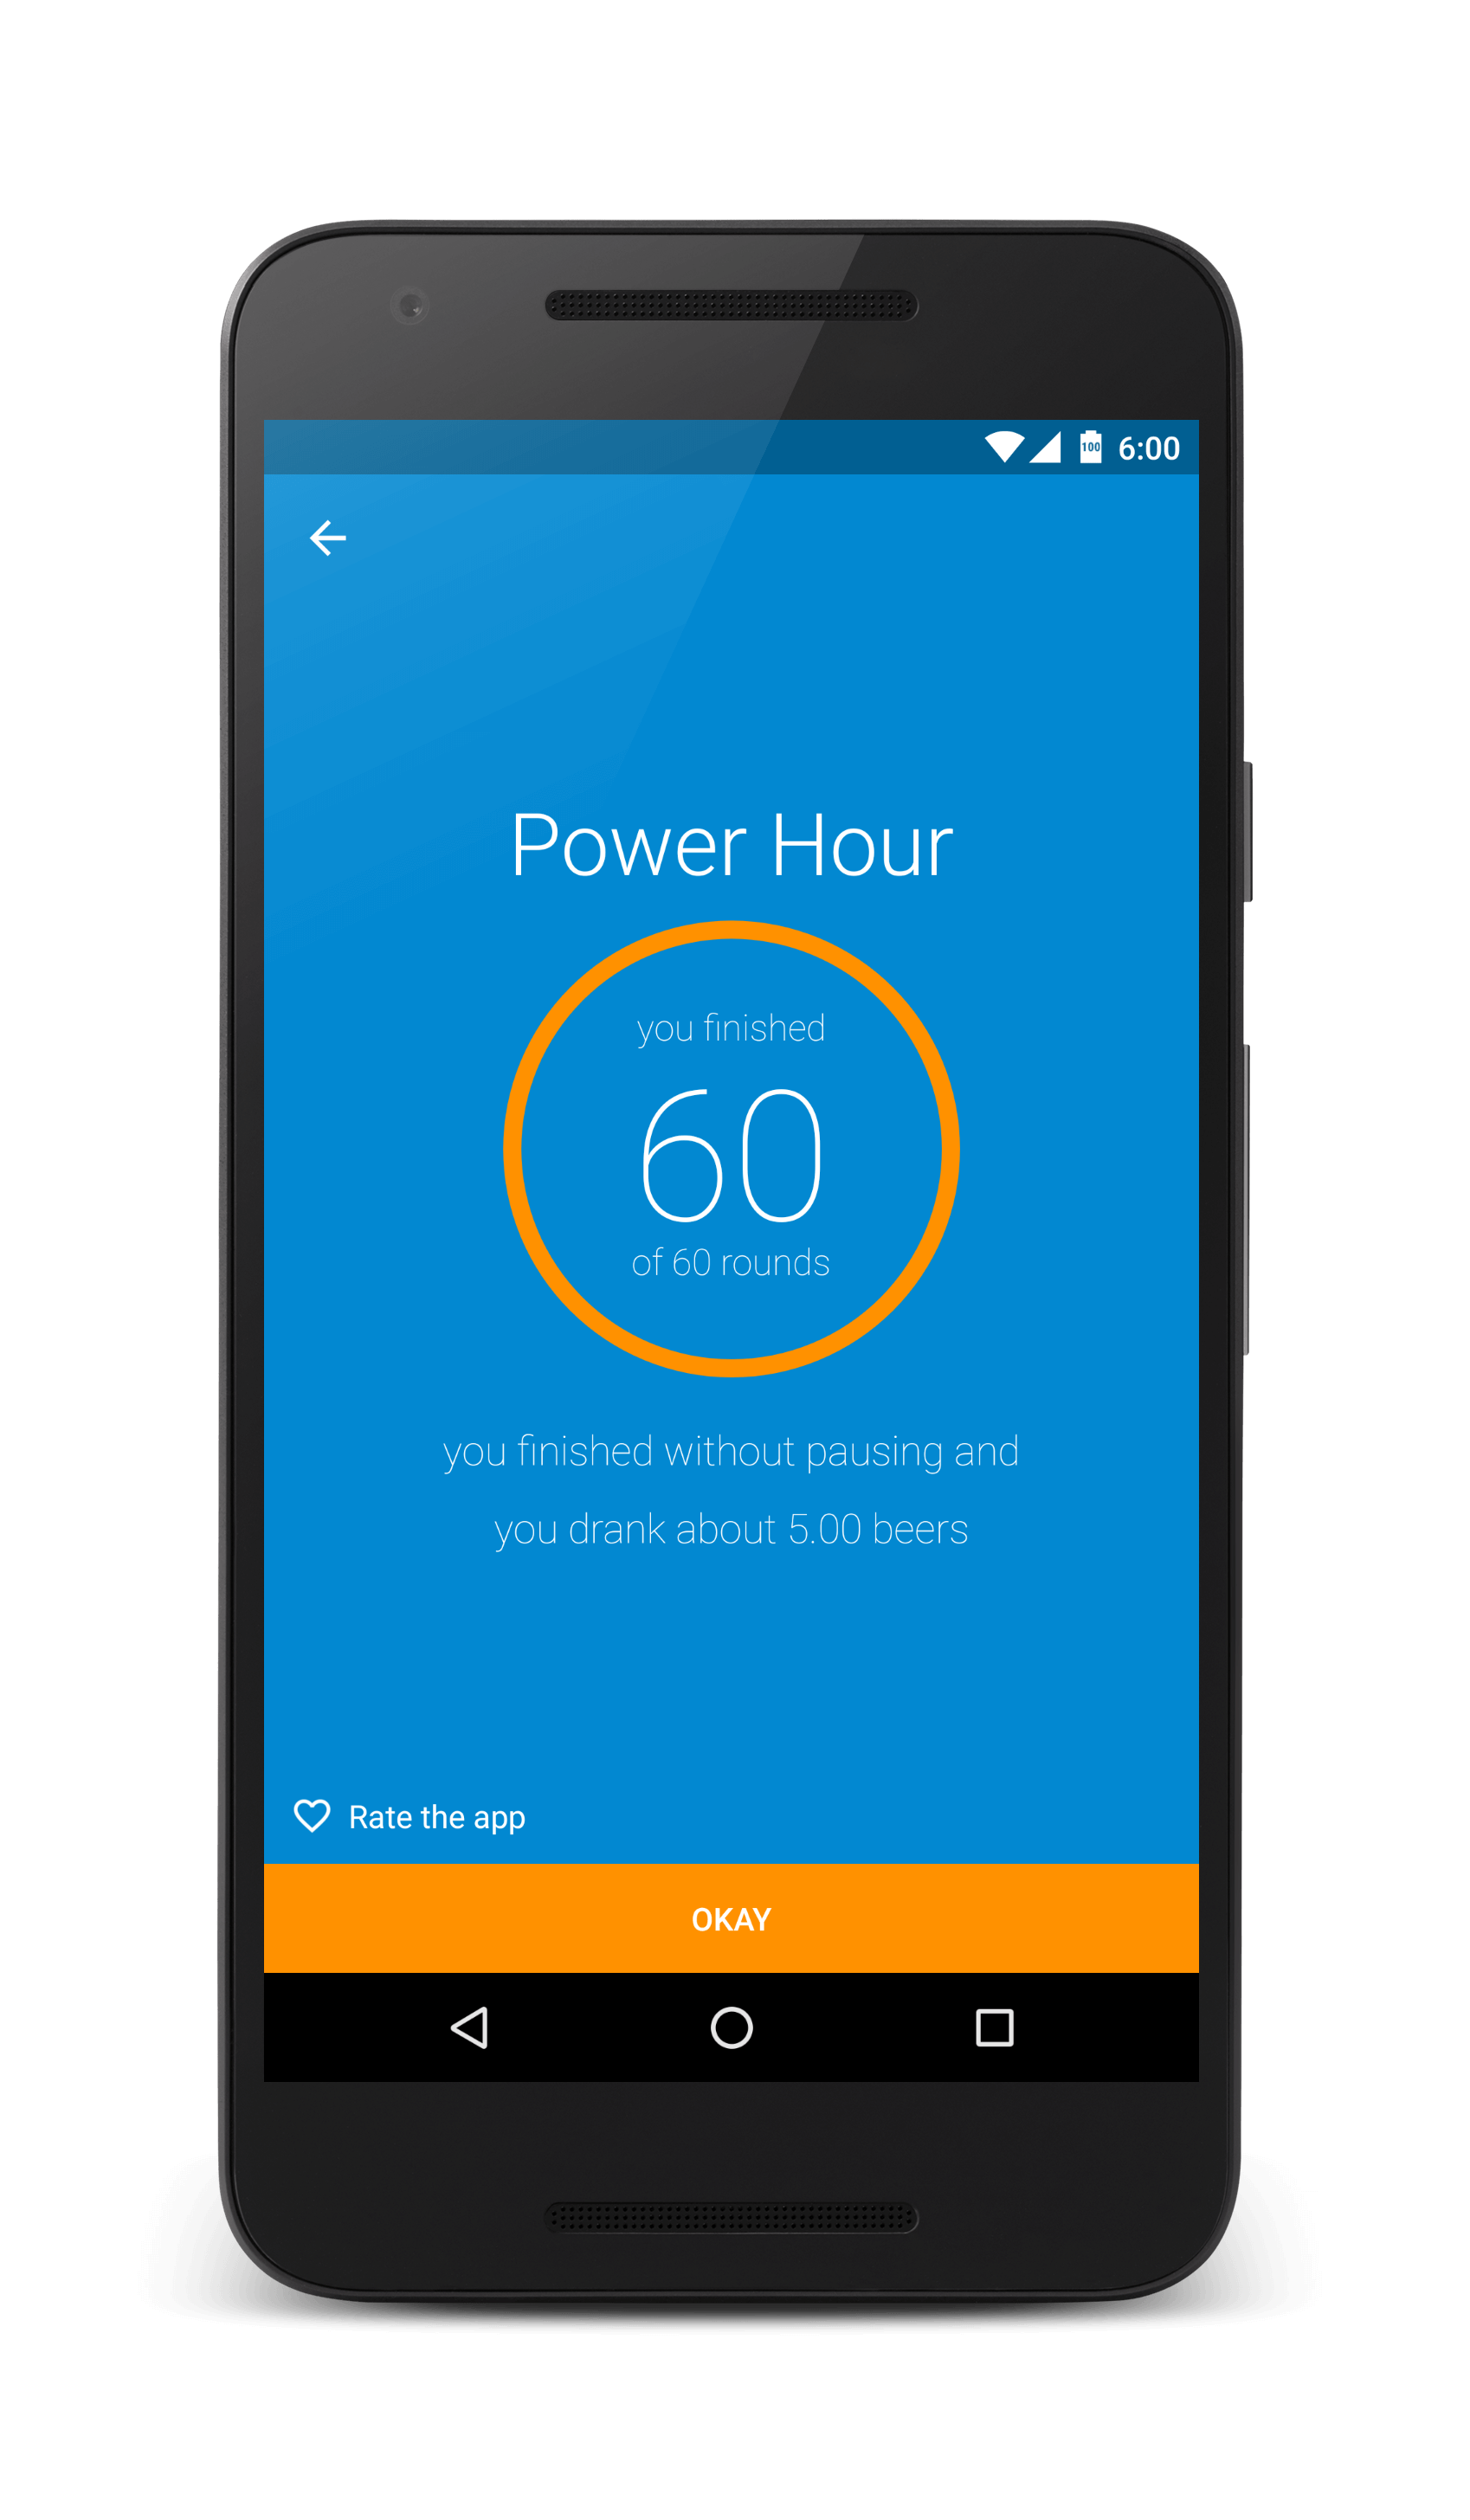 100 6:00
Power Hour
you finished
60
of 60 rounds
you finished without pausing and
you drank about 5.00 beers
Rate the app
OKAY